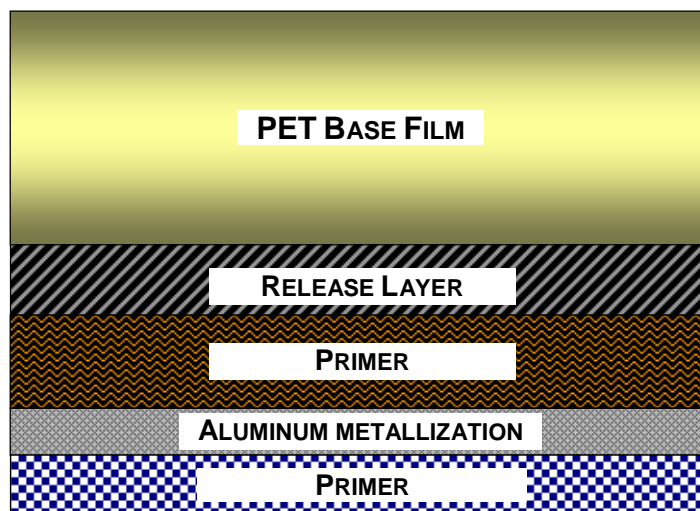 PET BASE FILM
RELEASE LAYER
PRIMER
ALUMINUM METALLIZATION
PRIMER